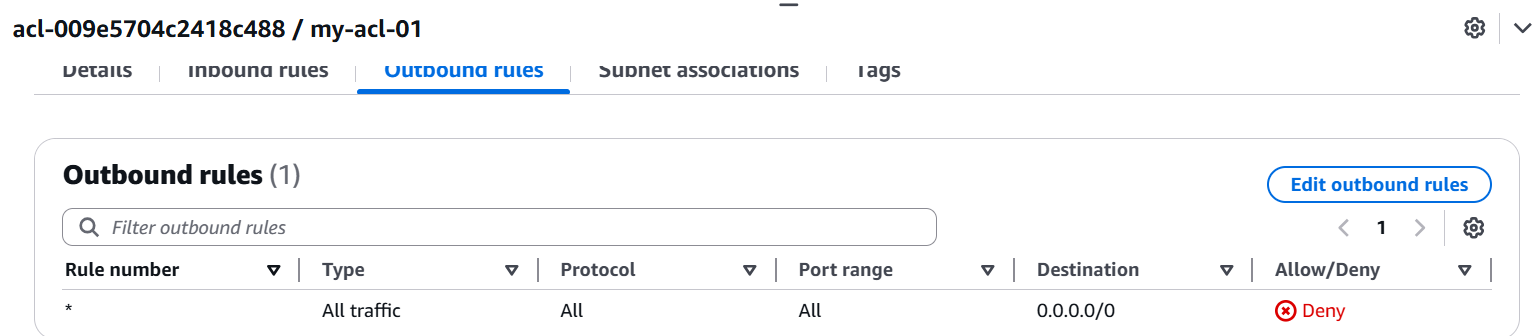 acl-009e5704c2418c488 / my-acl-01
Details Inbound rules Outbound rules Subnet associations Tags
Outbound rules (1)
Edit outbound rules
Filter outbound rules
1
Rule number Type Protocol Port range Destination Allow/Deny
* All traffic All All 0.0.0.0/0 Deny